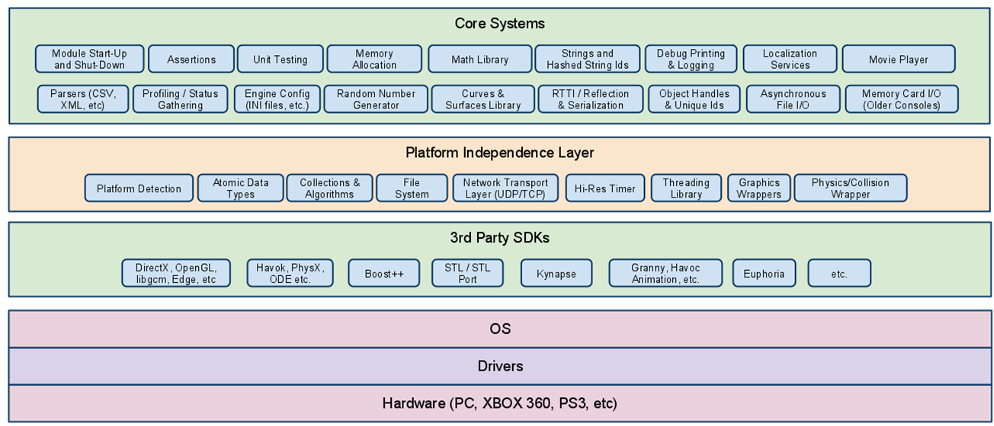 Core Systems
Module Start-Up
and Shut-Down
Assertions
Unit Testing
Memory
Allocation
Math Library
Strings and
Hashed String Ids
Debug Printing
& Logging
Localization
Services
Movie Player
Parsers (CSV,
XML, etc)
Profiling / Status
Gathering
Engine Config
(INI files, etc.)
Random Number
Generator
Curves &
Surfaces Library
RTTI / Reflection
& Serialization
Object Handles
& Unique Ids
Asynchronous
File I/O
Memory Card I/O
(Older Consoles)
Platform Independence Layer
Platform Detection
Atomic Data
Types
Collections &
Algorithms
File
System
Network Transport
Layer (UDP/TCP)
Hi-Res Timer
Threading
Library
Graphics
Wrappers
Physics/Collision
Wrapper
3rd Party SDKs
DirectX, OpenGL,
libgcm, Edge, etc
Havok, PhysX,
ODE etc.
Boost++
STL / STL
Port
Kynapse
Granny, Havoc
Animation, etc.
Euphoria
etc.
OS
Drivers
Hardware (PC, XBOX 360, PS3, etc)